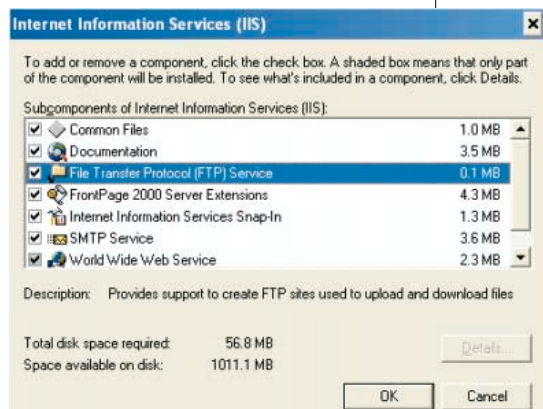 Internet Information Services (IIS)
To add or remove a component, click the check box. A shaded box means that only part
of the component will be installed. To see what's included in a component, click Details.
Subcomponents of Internet Information Services (IIS):
Common Files 1.0 MB
Documentation 3.5 MB
File Transfer Protocol (FTP) Service 0.1 MB
FrontPage 2000 Server Extensions 4.3 MB
Internet Information Services Snap-In 1.3 MB
SMTP Service 3.6 MB
World Wide Web Service 2.3 MB
Description: Provides support to create FTP sites used to upload and download files
Total disk space required: 56.8 MB
Space available on disk: 1011.1 MB
Details...
OK Cancel